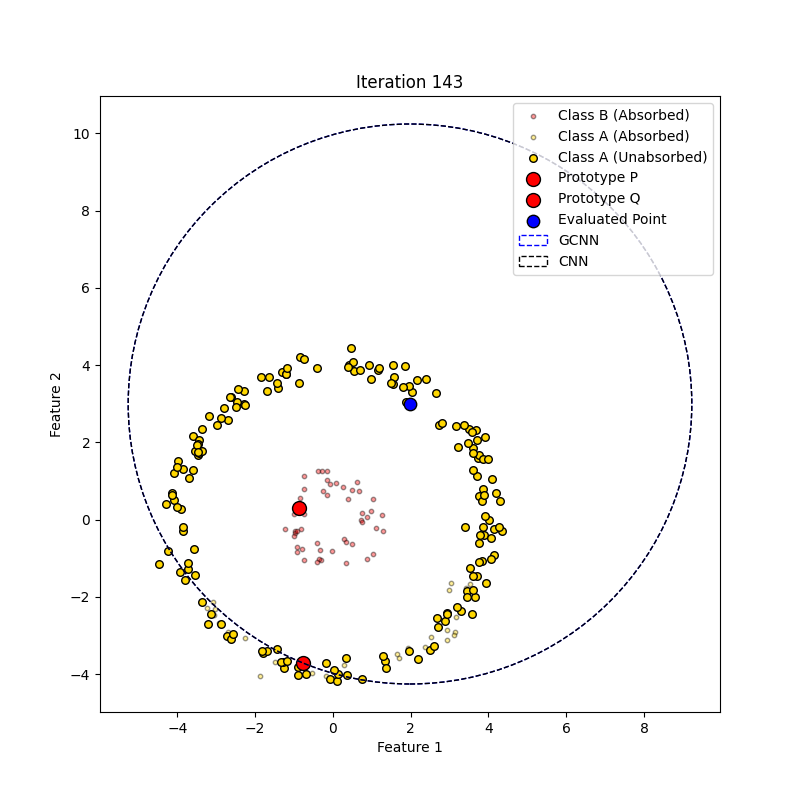 Iteration 143
Class B (Absorbed)
Class A (Absorbed)
Class A (Unabsorbed)
Prototype P
Prototype Q
Evaluated Point
GCNN
CNN
10
8
6
4
2
0
−2
−4
Feature 2
−4 −2 0 2 4 6 8
Feature 1